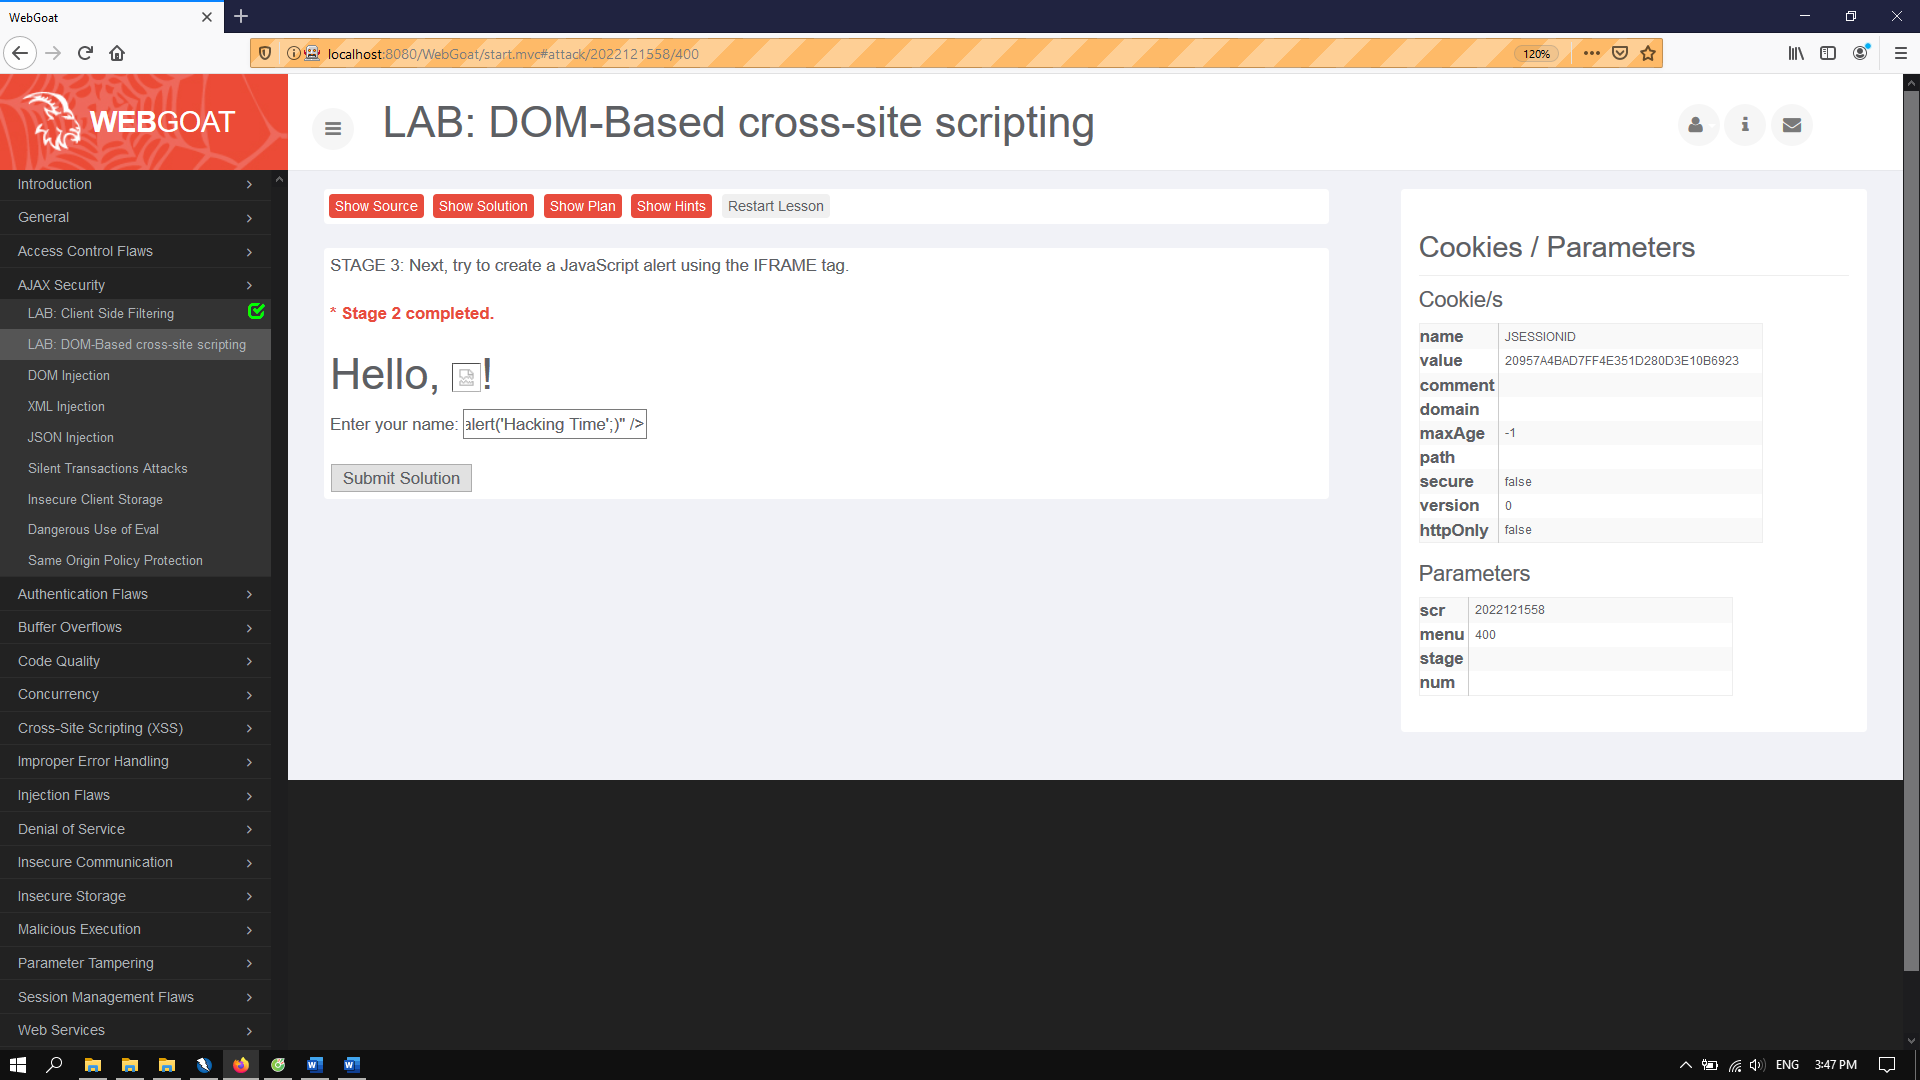 WebGoat
localhost:8080/WebGoat/start.mvc#attack/2022121558/400
120%
WEBGOAT
LAB: DOM-Based cross-site scripting
Introduction
General
Access Control Flaws
AJAX Security
LAB: Client Side Filtering
LAB: DOM-Based cross-site scripting
DOM Injection
XML Injection
JSON Injection
Silent Transactions Attacks
Insecure Client Storage
Dangerous Use of Eval
Same Origin Policy Protection
Authentication Flaws
Buffer Overflows
Code Quality
Concurrency
Cross-Site Scripting (XSS)
Improper Error Handling
Injection Flaws
Denial of Service
Insecure Communication
Insecure Storage
Malicious Execution
Parameter Tampering
Session Management Flaws
Web Services
Show Source Show Solution Show Plan Show Hints Restart Lesson
STAGE 3: Next, try to create a JavaScript alert using the IFRAME tag.
* Stage 2 completed.
Hello, !
Enter your name: alert('Hacking Time';)" />
Submit Solution
Cookies / Parameters
Cookie/s
name JSESSIONID
value 20957A4BAD7FF4E351D280D3E10B6923
comment
domain
maxAge -1
path
secure false
version 0
httpOnly false
Parameters
scr 2022121558
menu 400
stage
num
ENG 3:47 PM